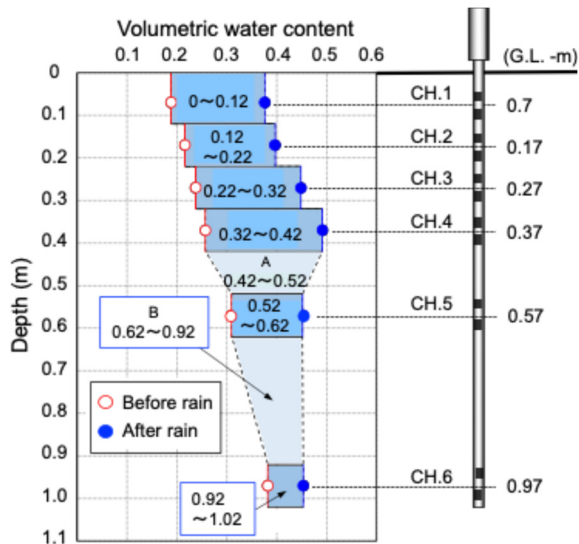 Volumetric water content
0.1 0.2 0.3 0.4 0.5 0.6
(G.L. -m)
0
0.1
0.2
0.3
0.4
0.5
0.6
0.7
0.8
0.9
1.0
1.1
Depth (m)
0～0.12
0.12
～0.22
0.22～0.32
0.32～0.42
A
0.42～0.52
0.52
～0.62
B
0.62～0.92
Before rain
After rain
0.92
～1.02
CH.1 0.7
CH.2 0.17
CH.3 0.27
CH.4 0.37
CH.5 0.57
CH.6 0.97